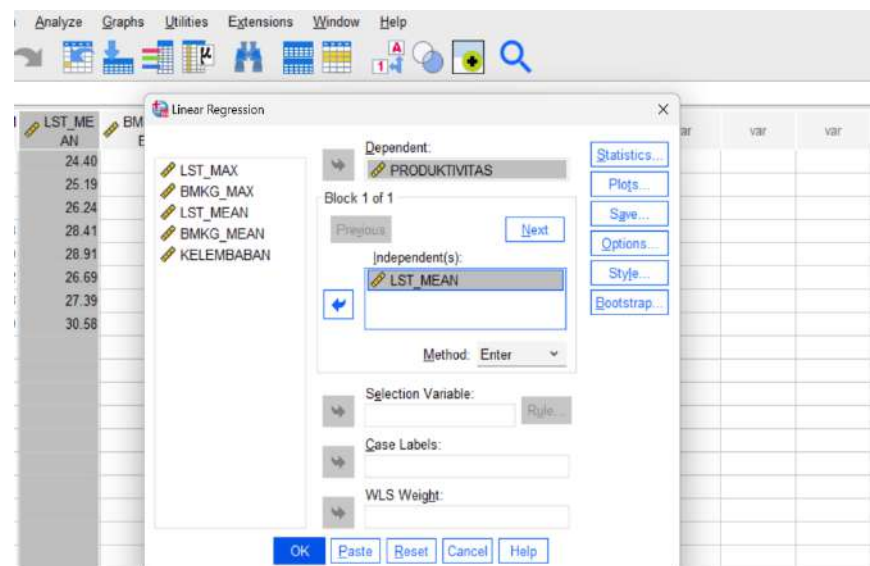 Analyze Graphs Utilities Extensions Window Help
Linear Regression
LST_ME
AN
BM
E
var
var
24.40
25.19
26.24
28.41
28.91
26.69
27.39
30.58
LST_MAX
BMKG_MAX
LST_MEAN
BMKG_MEAN
KELEMBABAN
Dependent:
PRODUKTIVITAS
Block 1 of 1
Previous Next
Independent(s):
LST_MEAN
Method: Enter
Selection Variable:
Rule...
Case Labels:
WLS Weight:
Statistics...
Plots...
Save...
Options...
Style...
Bootstrap...
OK Paste Reset Cancel Help